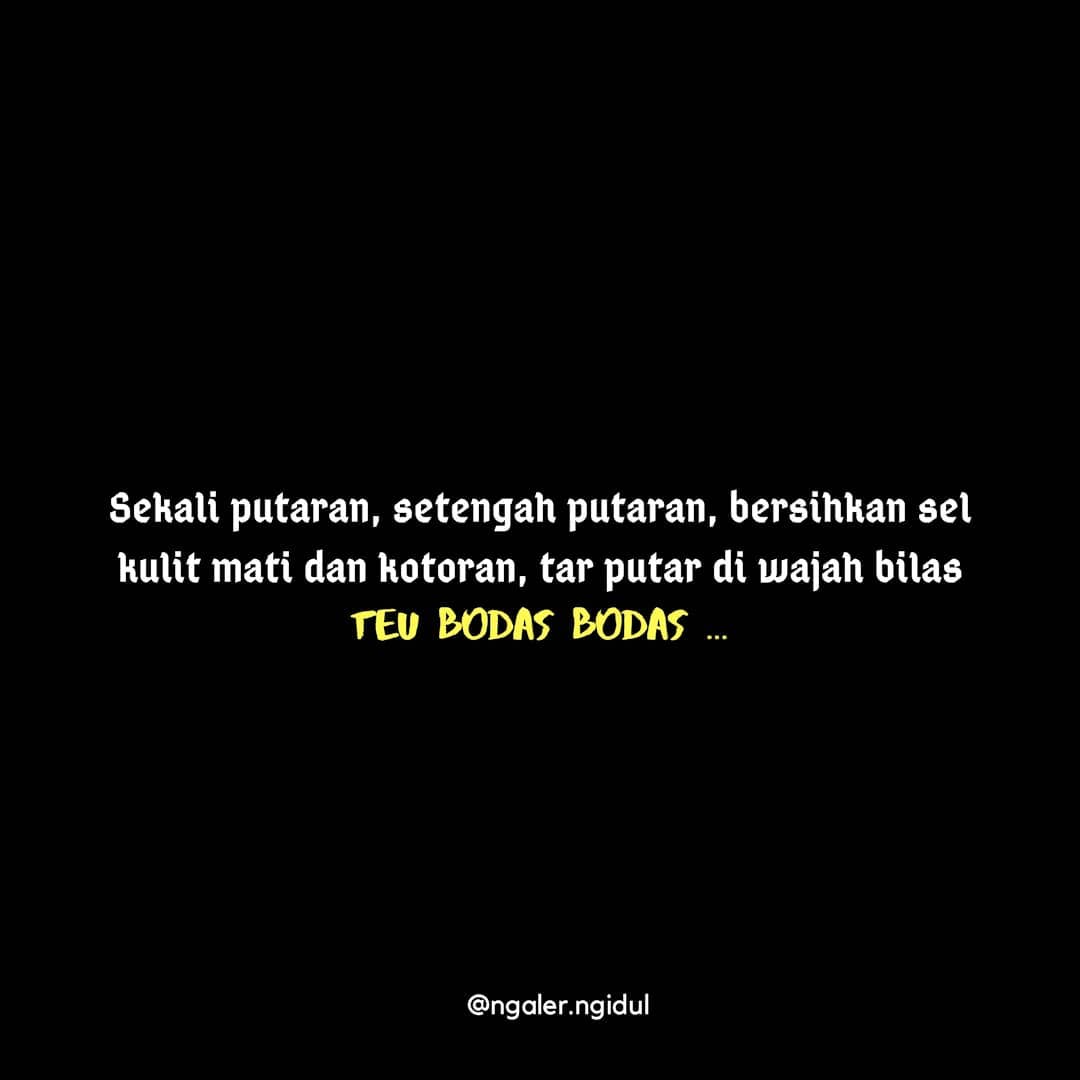 Sekali putaran, setengah putaran, bersihkan sel
kulit mati dan kotoran, tar putar di wajah bilas
TEU BODAS BODAS ...
@ngaler.ngidul